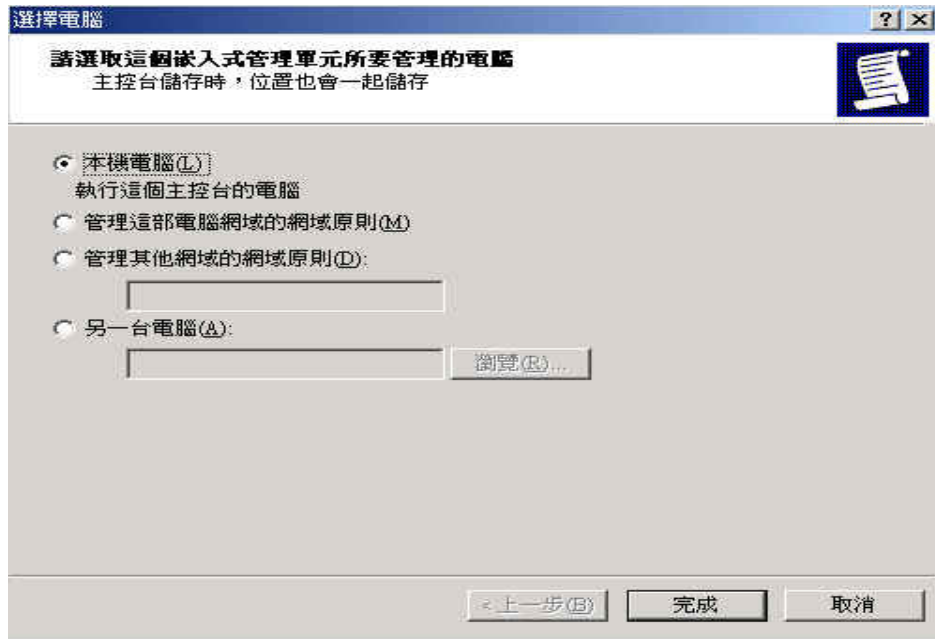 選擇電腦
請選取這個嵌入式管理單元所要管理的電腦
主控台儲存時，位置也會一起儲存
本機電腦(L)
執行這個主控台的電腦
管理這部電腦網域的網域原則(M)
管理其他網域的網域原則(D):
另一台電腦(A):
瀏覽(R)...
<上一步(B)
完成
取消